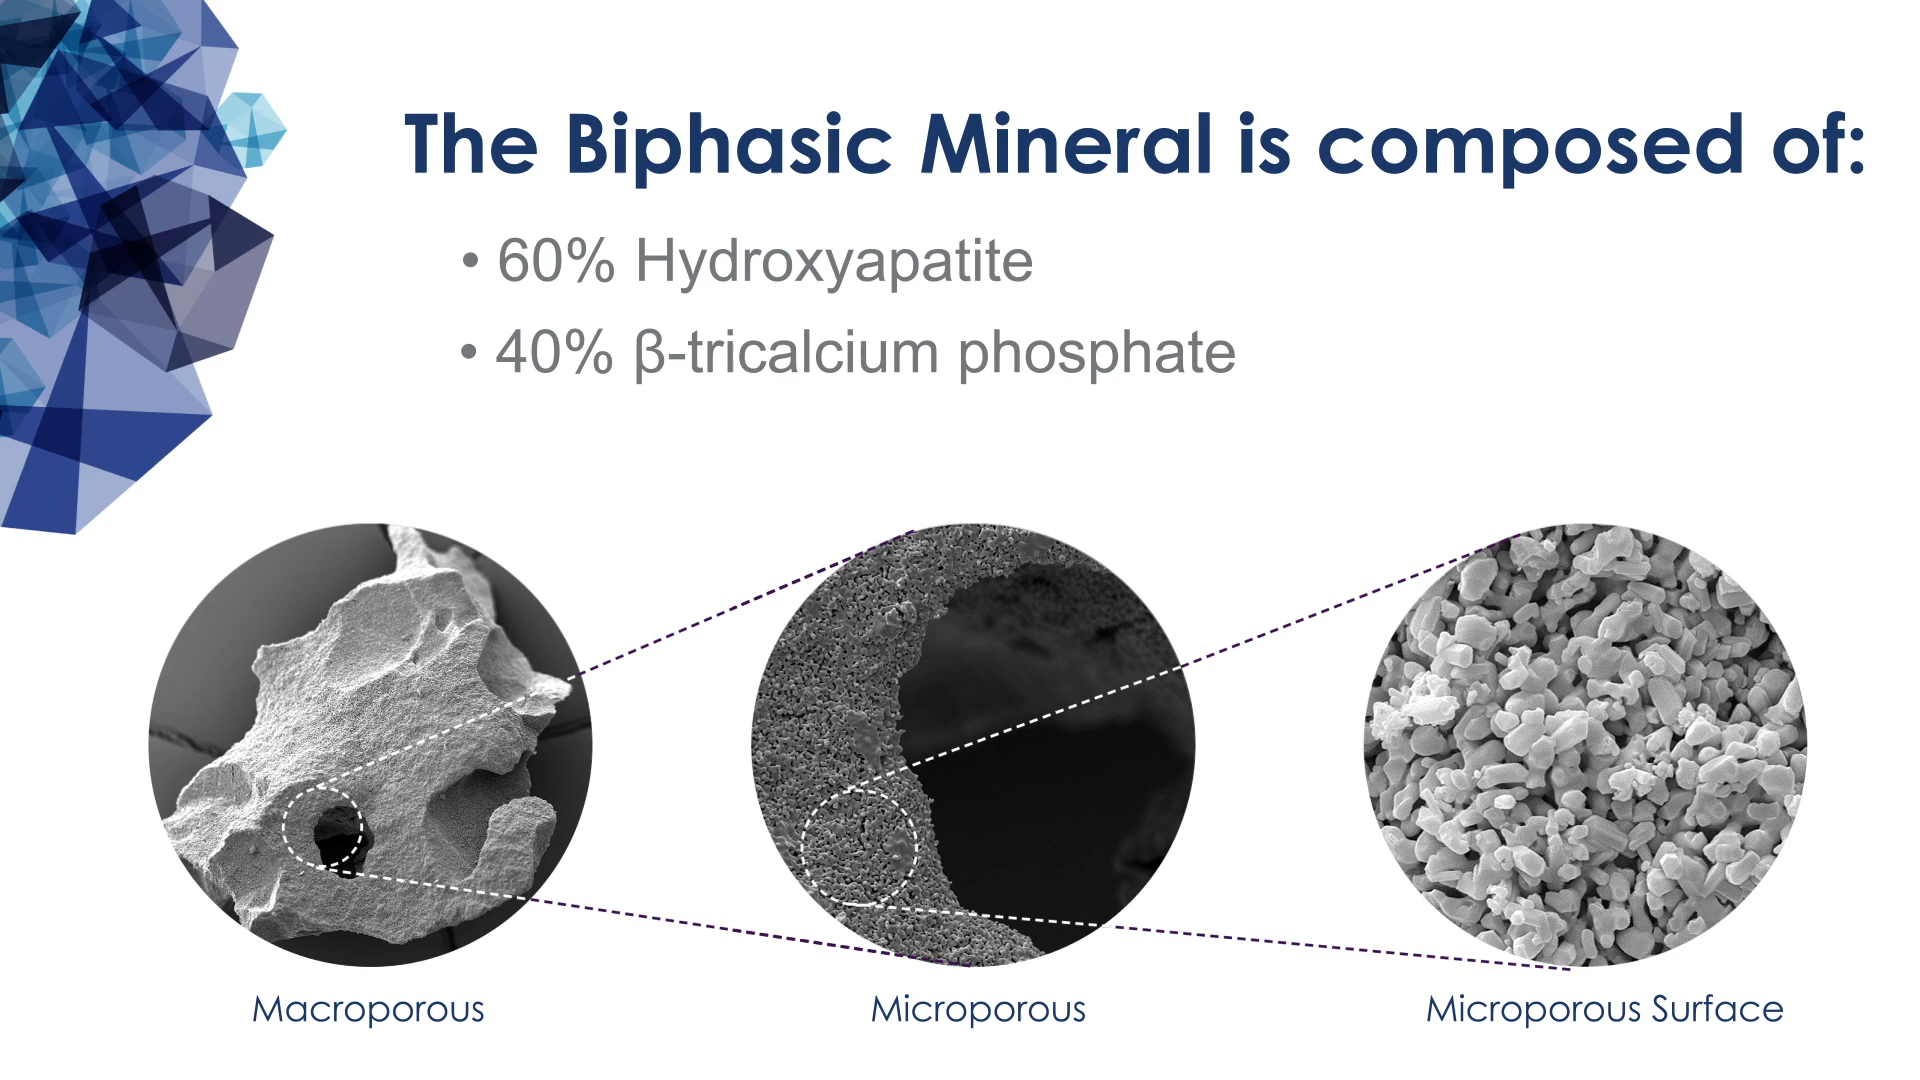 The Biphasic Mineral is composed of:
• 60% Hydroxyapatite
• 40% β-tricalcium phosphate
Macroporous
Microporous
Microporous Surface